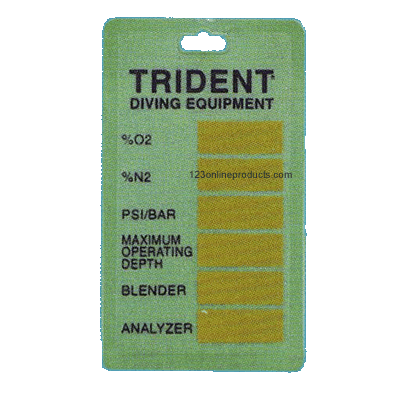 TRIDENT
DIVING EQUIPMENT
%O2
%N2
123onlineproducts.com
PSI/BAR
MAXIMUM
OPERATING
DEPTH
BLENDER
ANALYZER